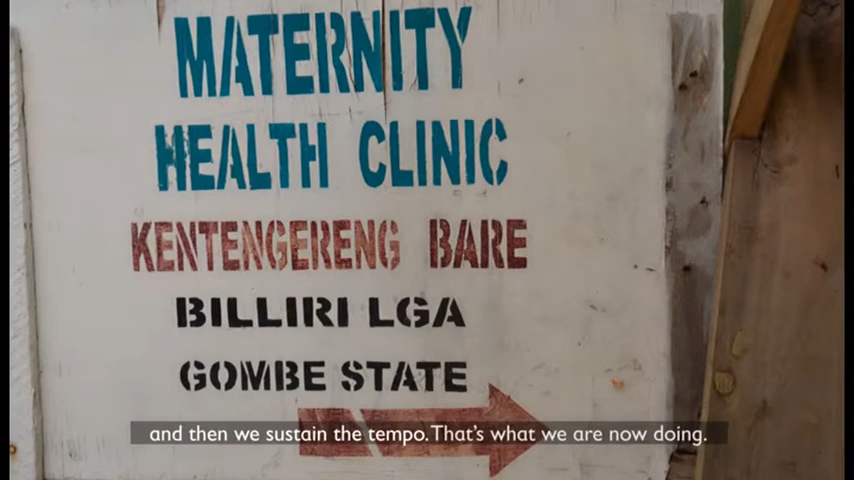 MATERNITY
HEALTH CLINIC
KENTENGERENG BARE
BILLIRI LGA
GOMBE STATE
and then we sustain the tempo. That's what we are now doing.